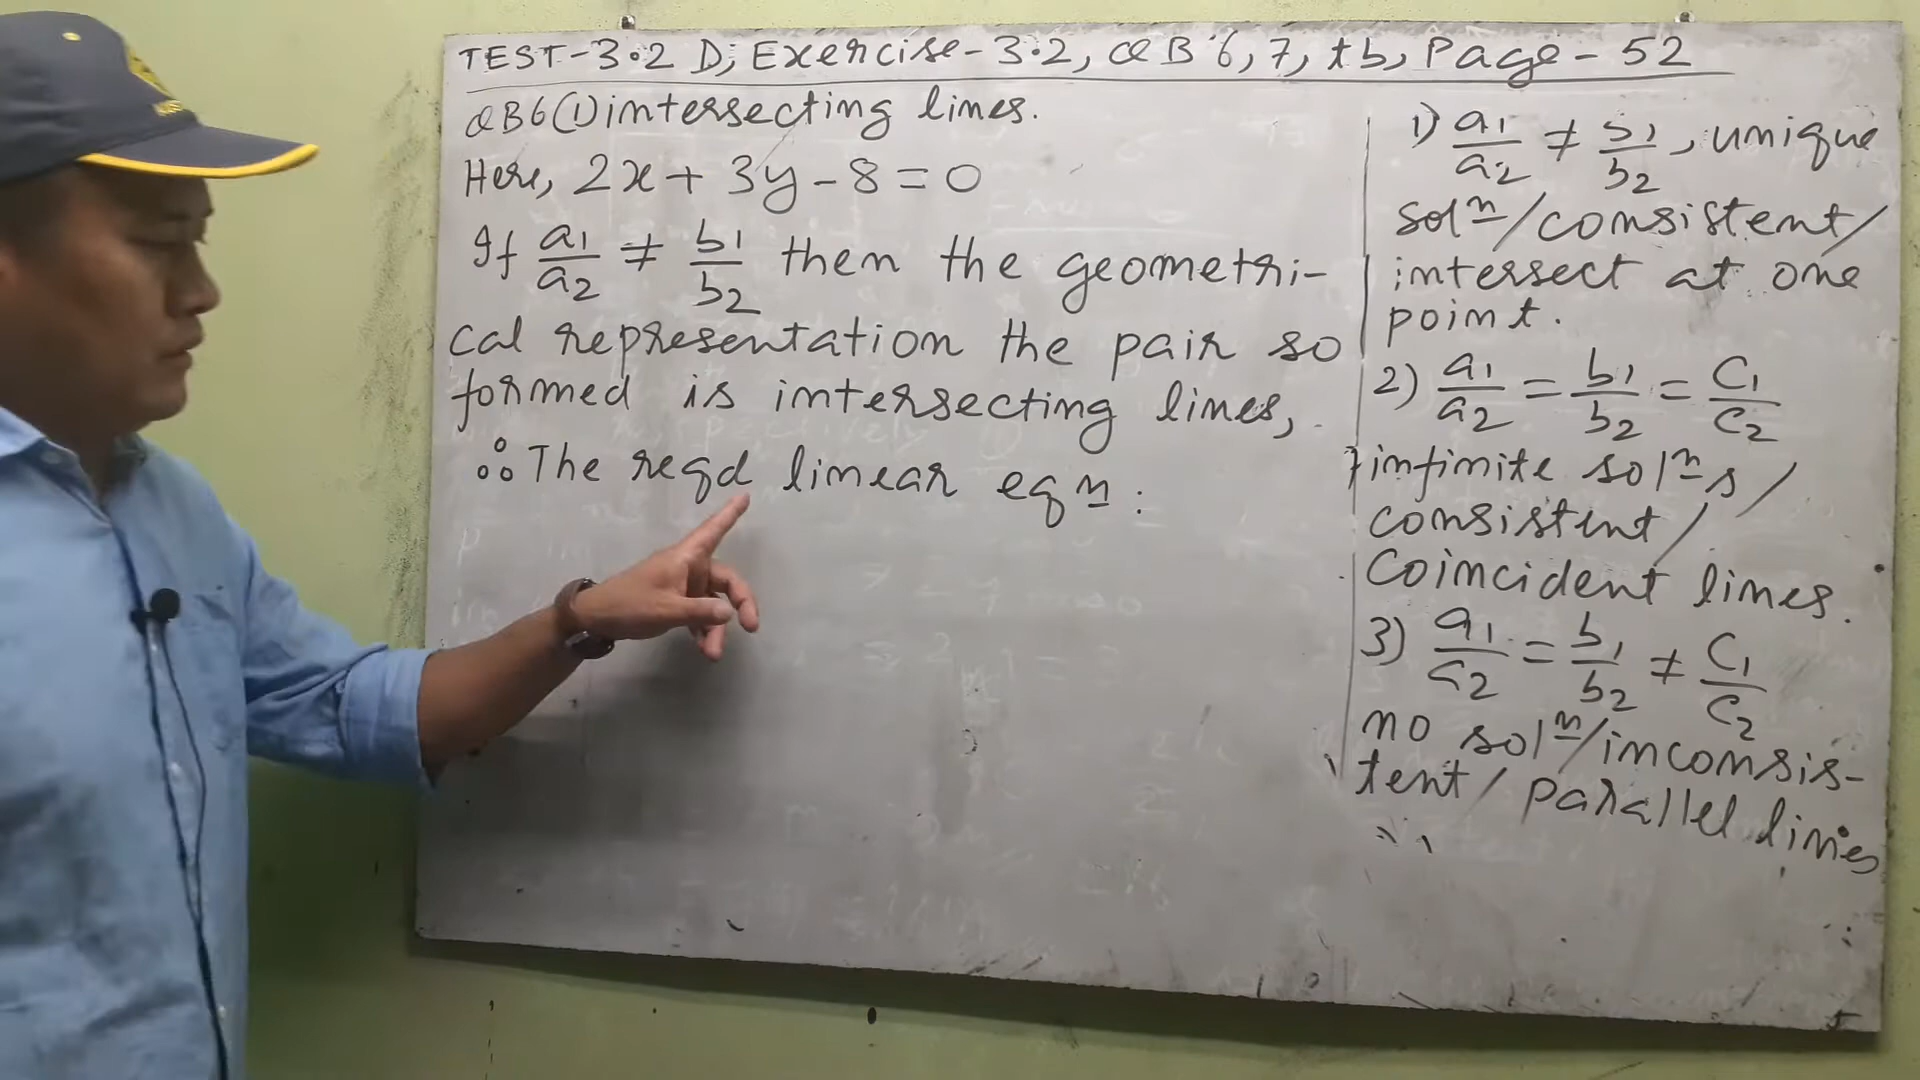 TEST-3.2 D; Exercise-3.2, QB 6, 7, tb, Page-52
QB6(1) intersecting lines.
Here, 2x + 3y - 8 = 0
If a1/a2 ≠ b1/b2 then the geometri-
cal representation the pair so
formed is intersecting lines,
∴ The reqd linear eqn :
1) a1/a2 ≠ b1/b2, unique
soln/consistent/
intersect at one
point.
2) a1/a2 = b1/b2 = c1/c2
infinite solns/
consistent/
Coincident lines.
3) a1/a2 = b1/b2 ≠ c1/c2
no soln/inconsis-
tent/parallel lines